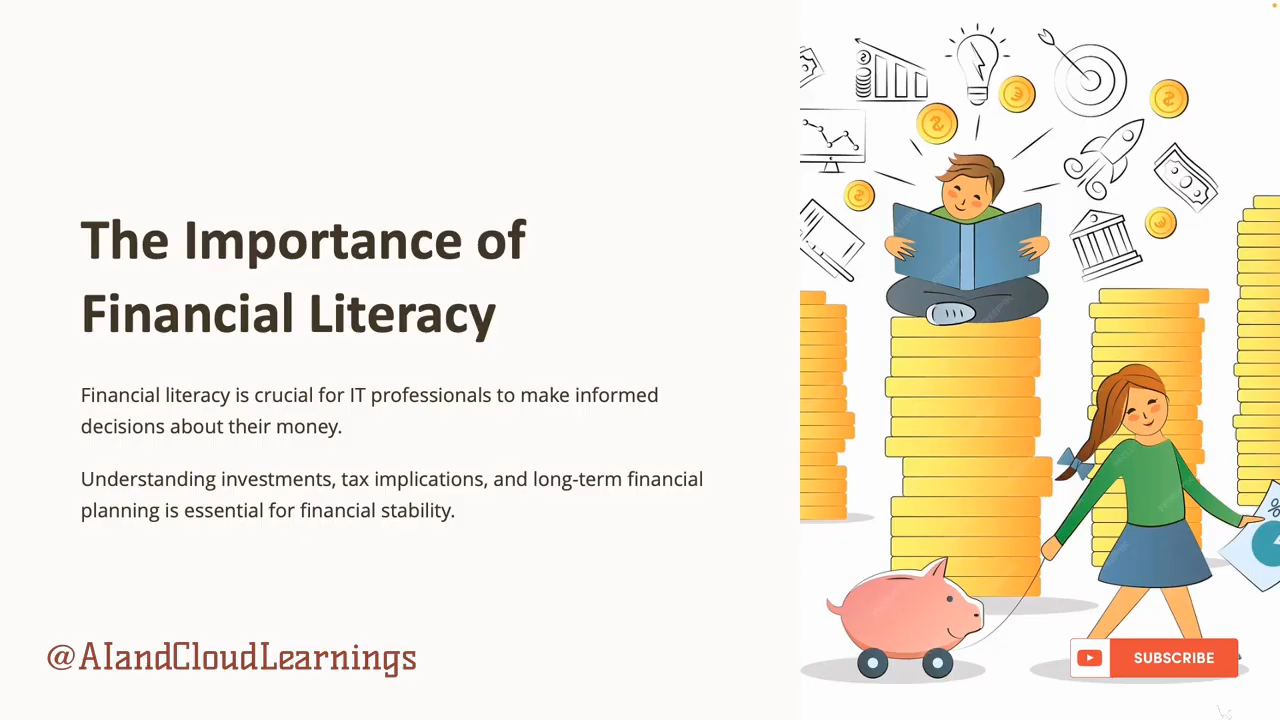 The Importance of
Financial Literacy
Financial literacy is crucial for IT professionals to make informed
decisions about their money.
Understanding investments, tax implications, and long-term financial
planning is essential for financial stability.
@AIandCloudLearnings
%
SUBSCRIBE